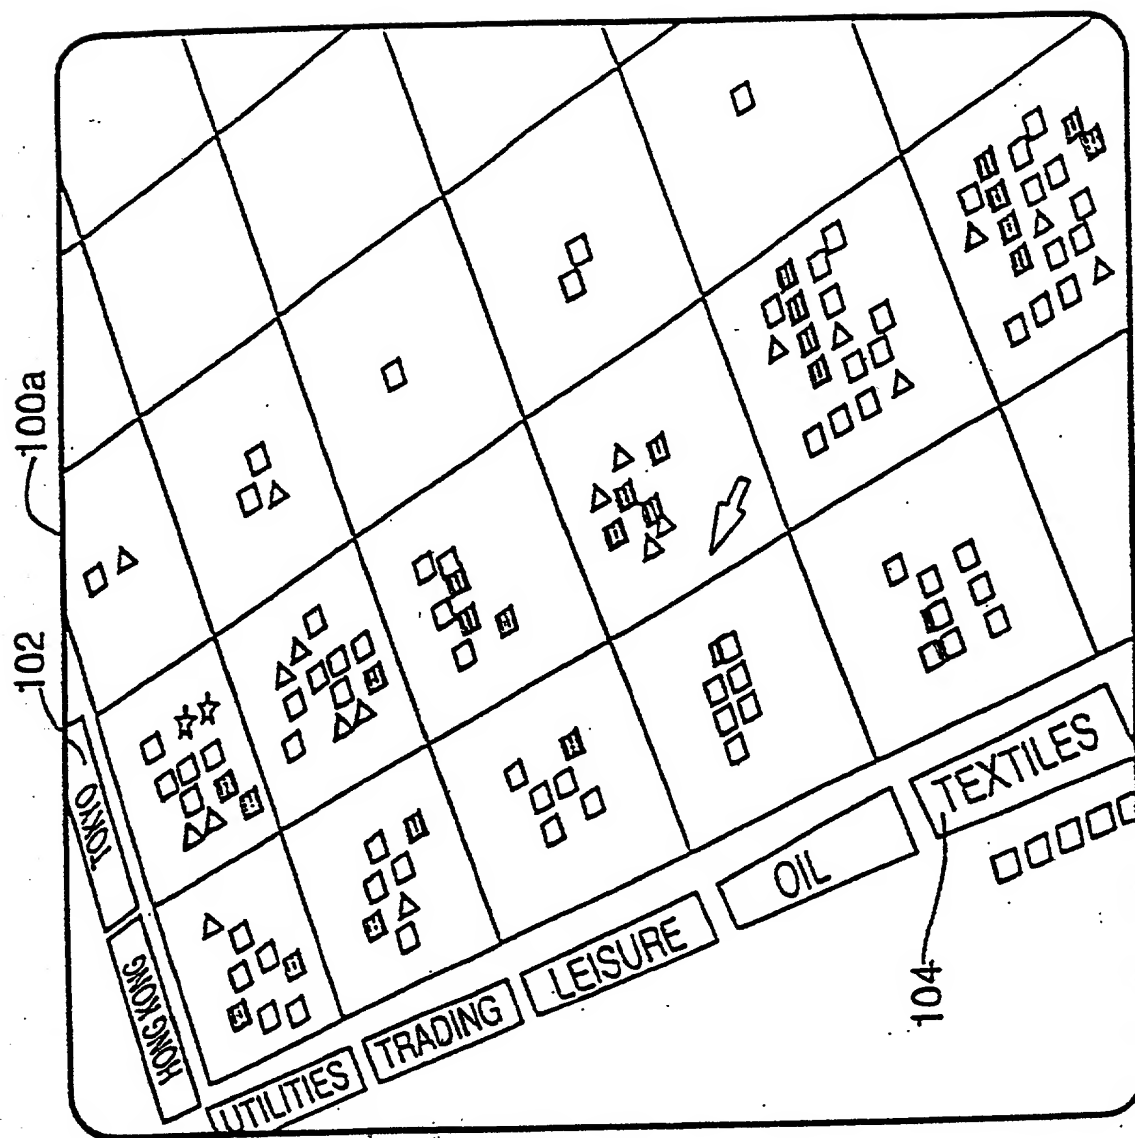 100a
102
TOKYO
HONG KONG
UTILITIES
TRADING
LEISURE
OIL
TEXTILES
104